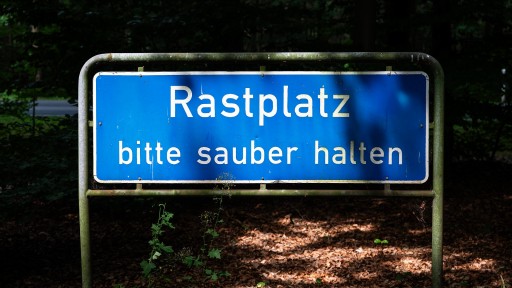 Rastplatz
bitte sauber halten